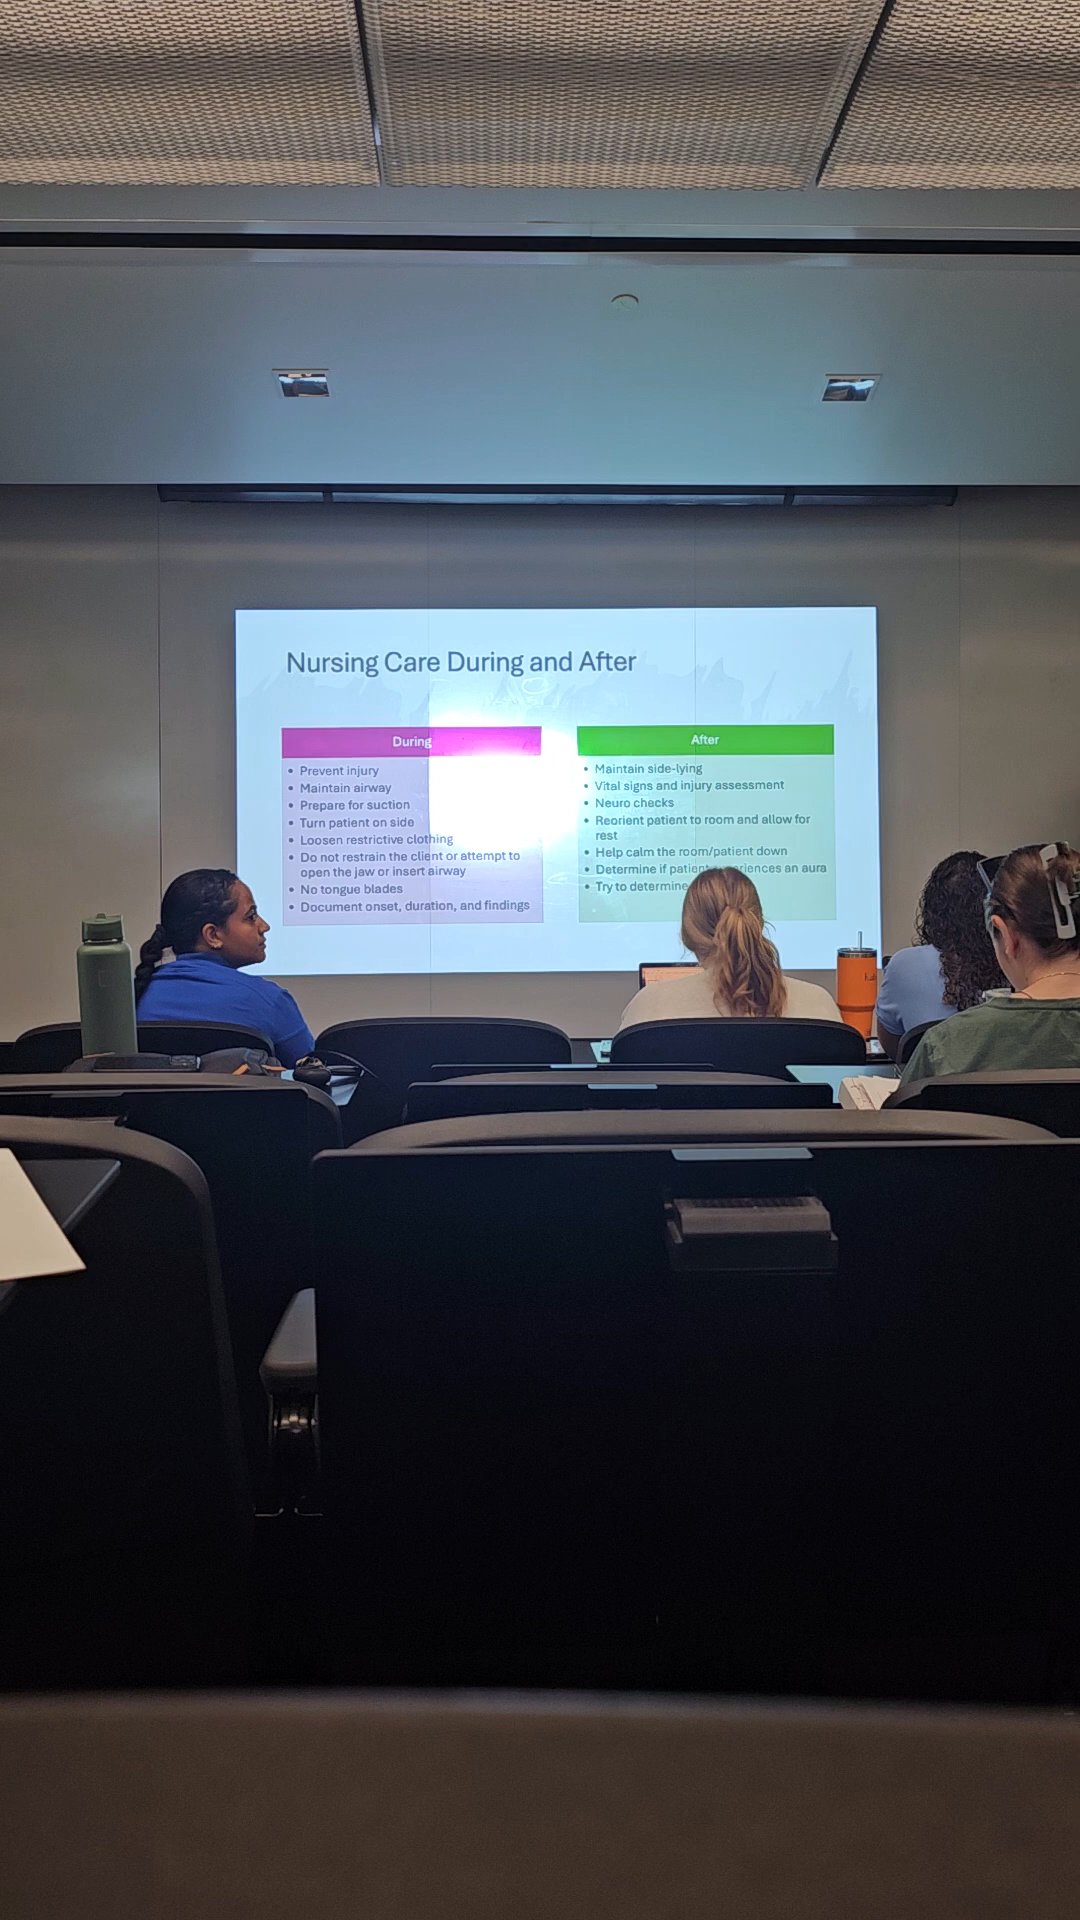 Nursing Care During and After
During
• Prevent injury
• Maintain airway
• Prepare for suction
• Turn patient on side
• Loosen restrictive clothing
• Do not restrain the client or attempt to
open the jaw or insert airway
• No tongue blades
• Document onset, duration, and findings
After
• Maintain side-lying
• Vital signs and injury assessment
• Neuro checks
• Reorient patient to room and allow for
rest
• Help calm the room/patient down
• Determine if patient experiences an aura
• Try to determine